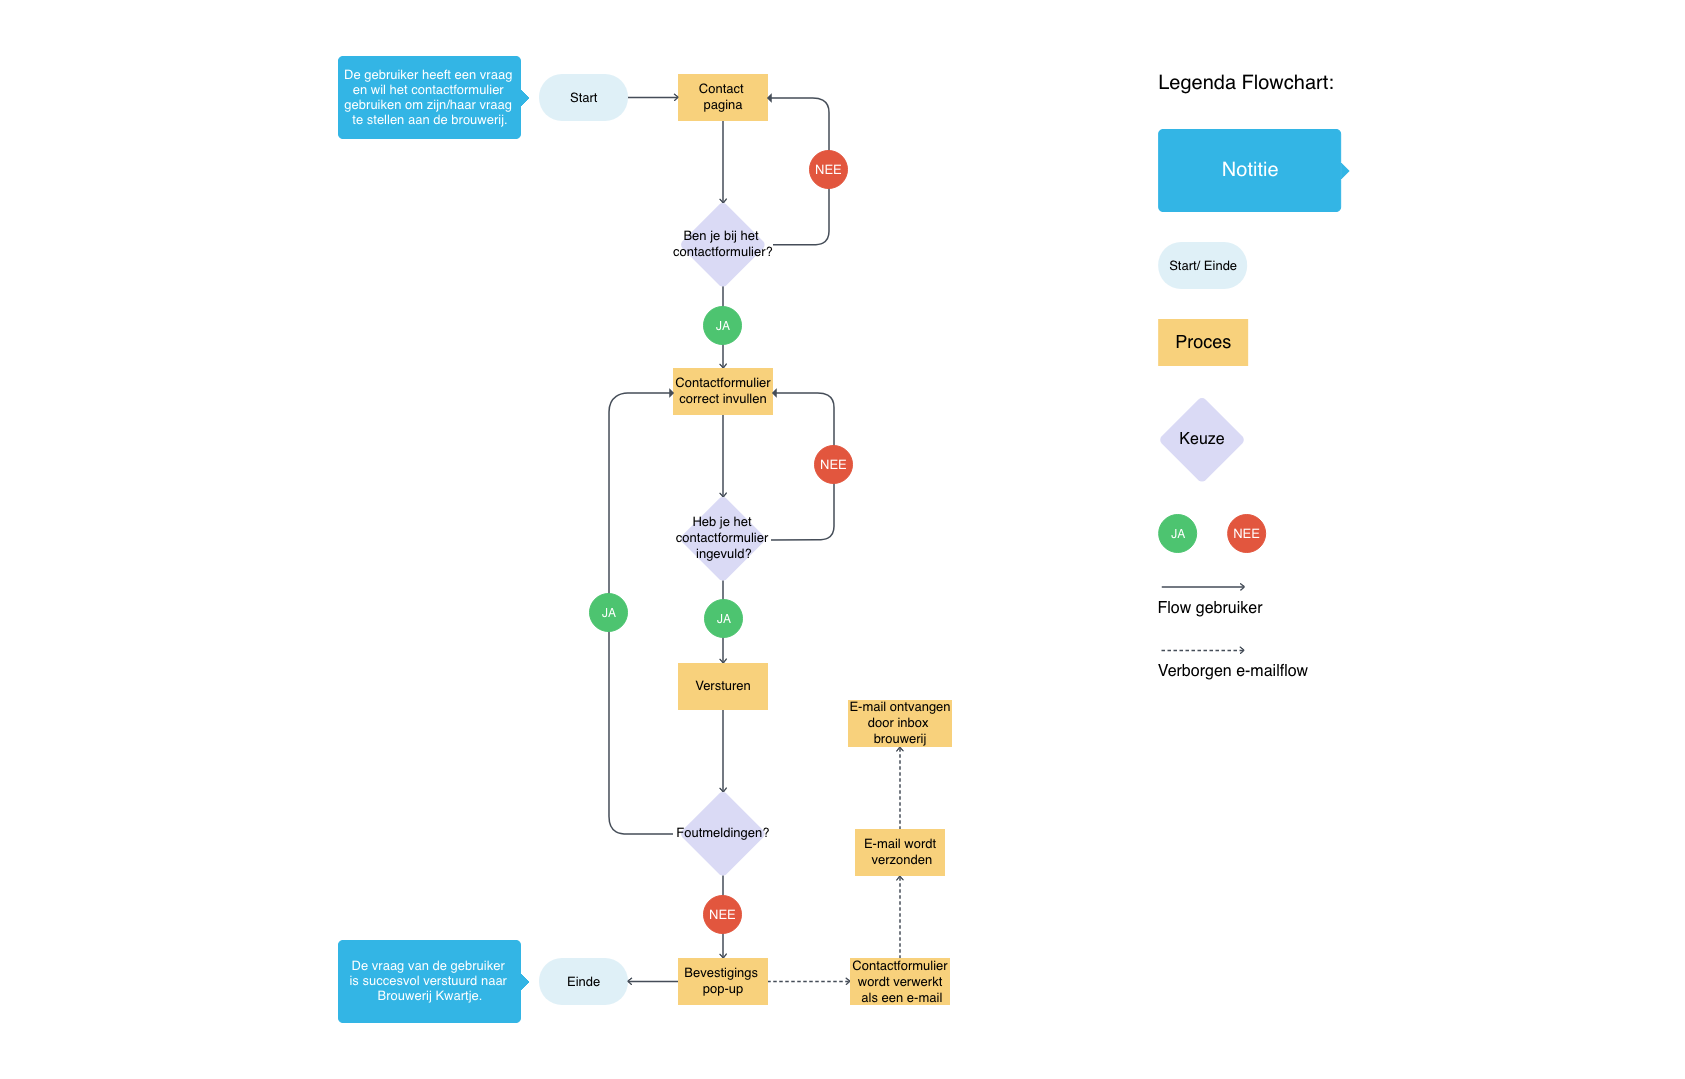 De gebruiker heeft een vraag
en wil het contactformulier
gebruiken om zijn/haar vraag
te stellen aan de brouwerij.
Start
Contact
pagina
NEE
Ben je bij het
contactformulier?
JA
Contactformulier
correct invullen
NEE
Heb je het
contactformulier
ingevuld?
JA
JA
Versturen
E-mail ontvangen
door inbox
brouwerij
Foutmeldingen?
E-mail wordt
verzonden
NEE
De vraag van de gebruiker
is succesvol verstuurd naar
Brouwerij Kwartje.
Einde
Bevestigings
pop-up
Contactformulier
wordt verwerkt
als een e-mail
Legenda Flowchart:
Notitie
Start/ Einde
Proces
Keuze
JA
NEE
Flow gebruiker
Verborgen e-mailflow